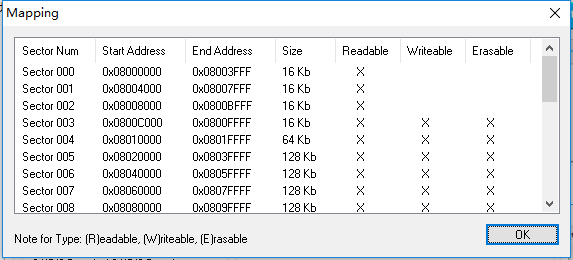 Mapping
Sector Num Start Address End Address Size Readable Writeable Erasable
Sector 000 0x08000000 0x08003FFF 16 Kb X
Sector 001 0x08004000 0x08007FFF 16 Kb X
Sector 002 0x08008000 0x0800BFFF 16 Kb X
Sector 003 0x0800C000 0x0800FFFF 16 Kb X X X
Sector 004 0x08010000 0x0801FFFF 64 Kb X X X
Sector 005 0x08020000 0x0803FFFF 128 Kb X X X
Sector 006 0x08040000 0x0805FFFF 128 Kb X X X
Sector 007 0x08060000 0x0807FFFF 128 Kb X X X
Sector 008 0x08080000 0x0809FFFF 128 Kb X X X
Note for Type: (R)eadable, (W)riteable, (E)rasable
OK